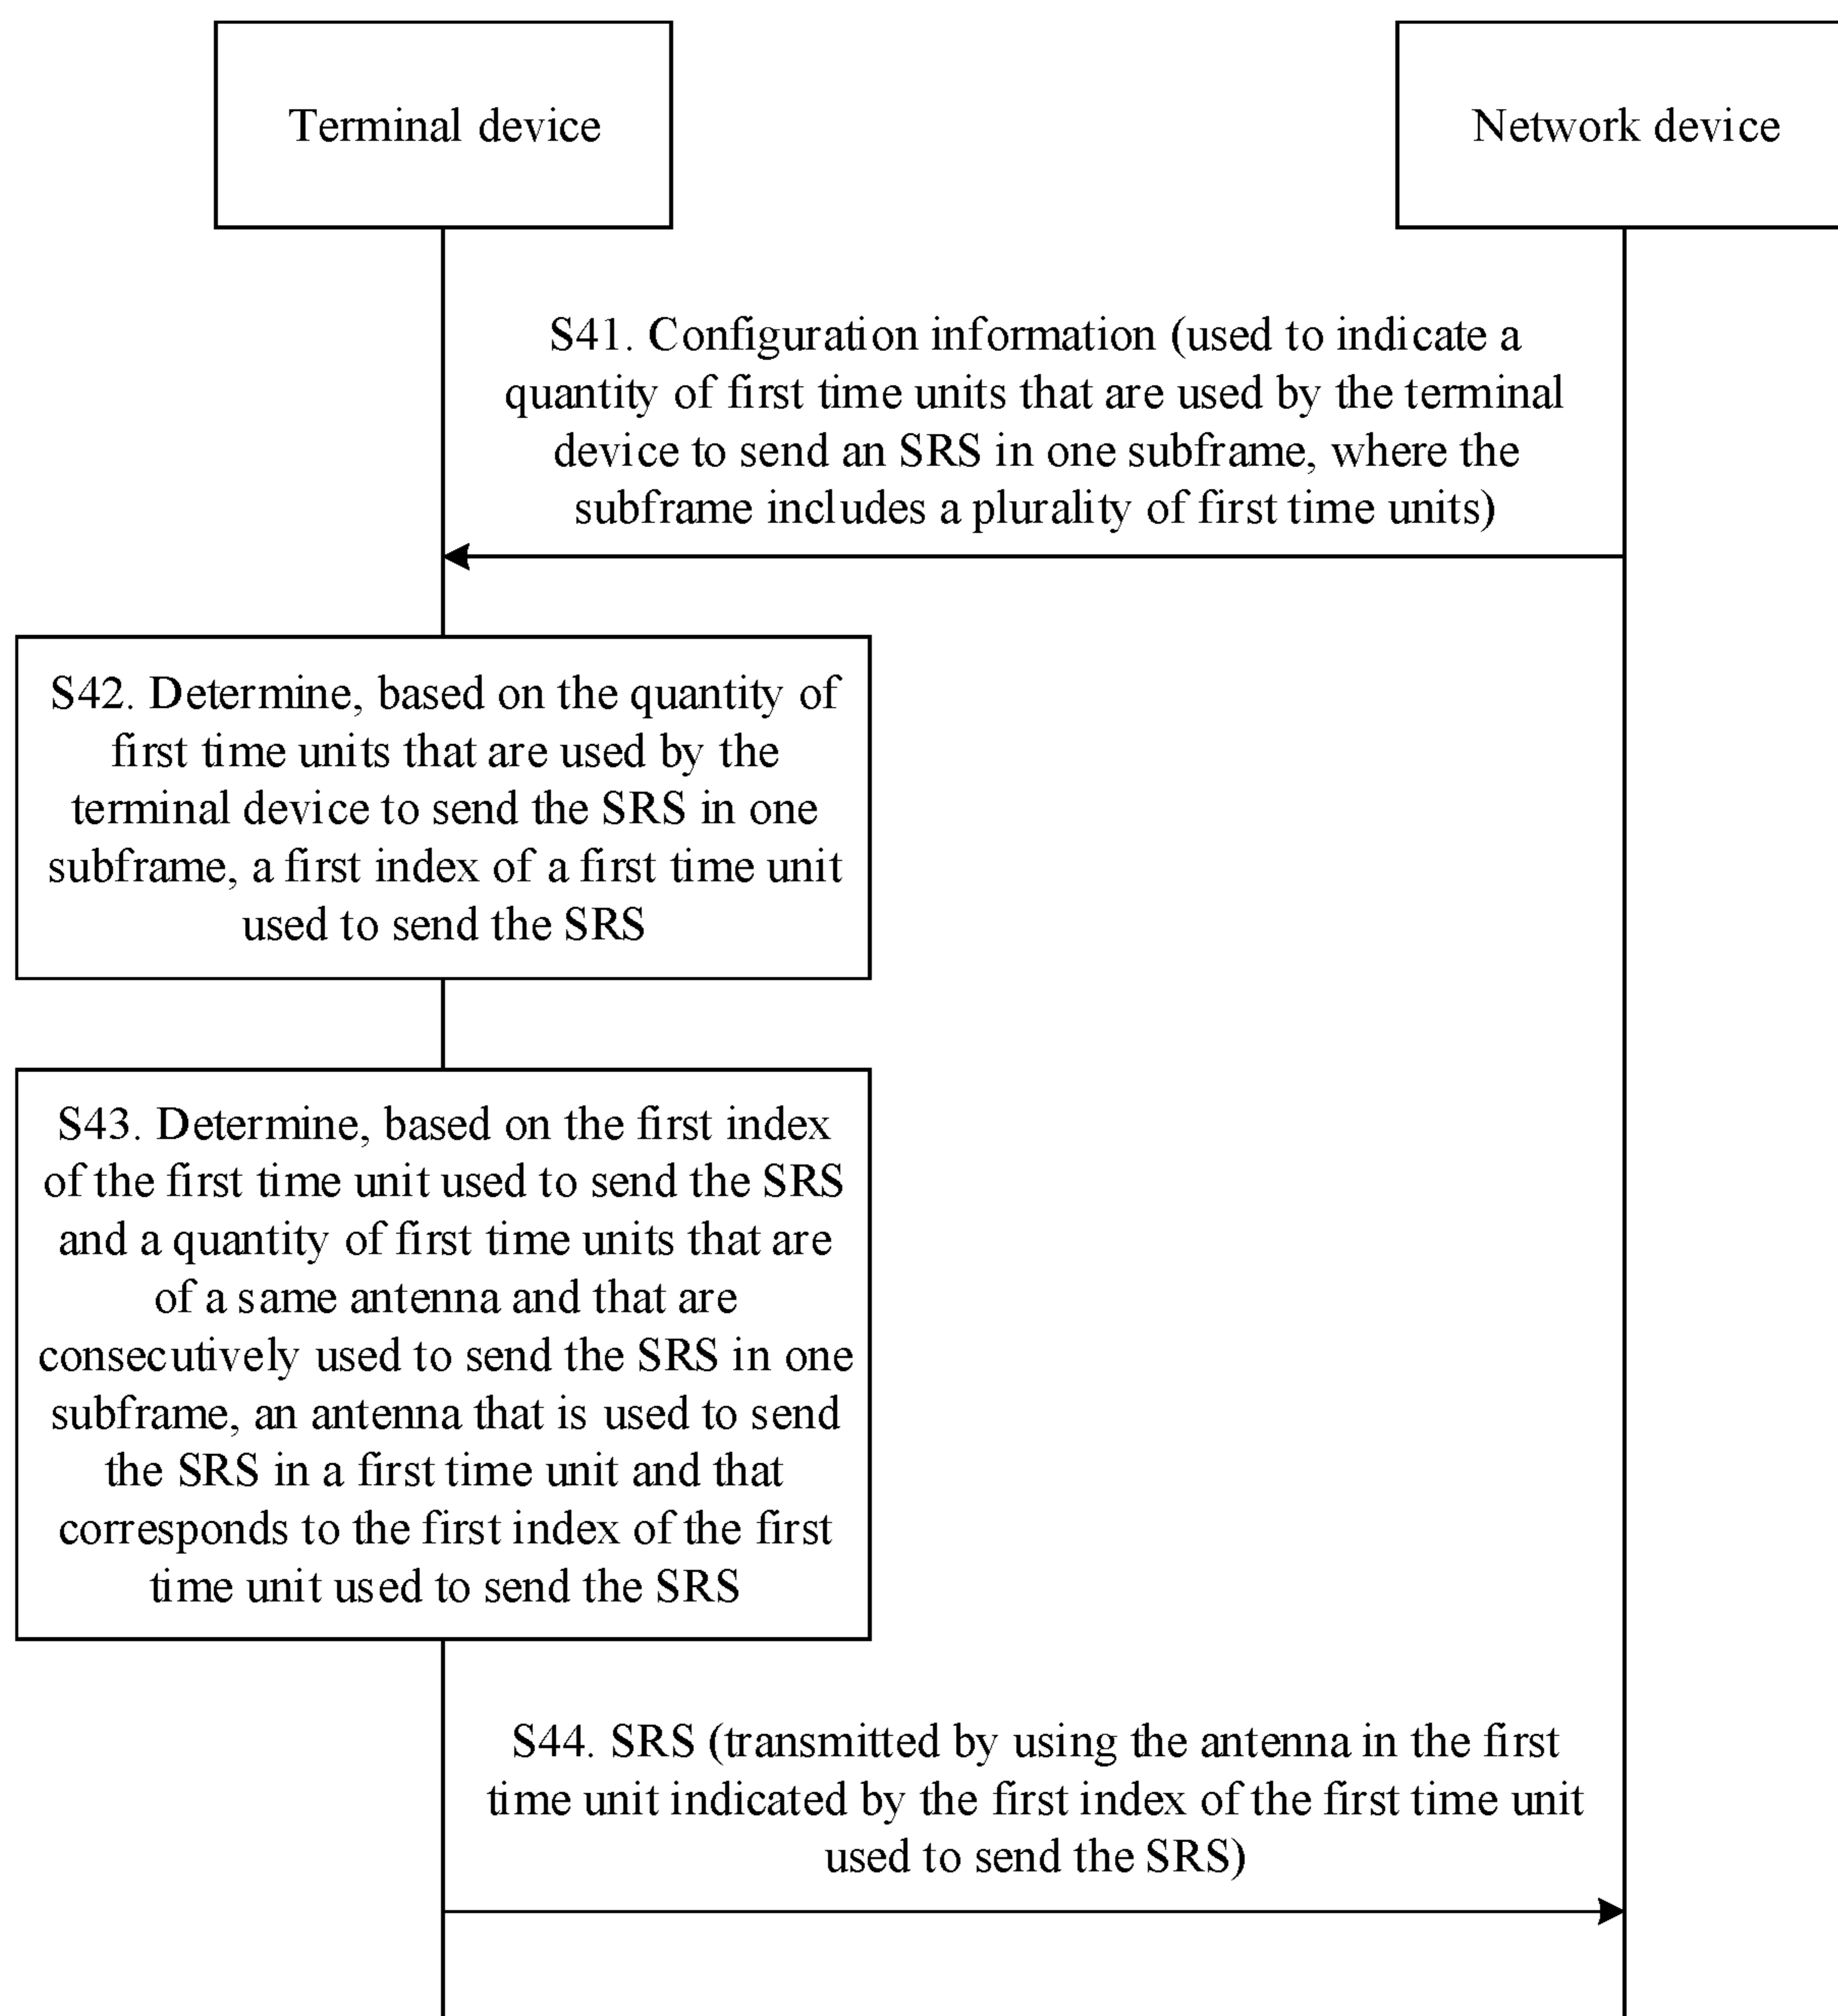 Terminal device
Network device
S41. Configuration information (used to indicate a
quantity of first time units that are used by the terminal
device to send an SRS in one subframe, where the
subframe includes a plurality of first time units)
S42. Determine, based on the quantity of
first time units that are used by the
terminal device to send the SRS in one
subframe, a first index of a first time unit
used to send the SRS
S43. Determine, based on the first index
of the first time unit used to send the SRS
and a quantity of first time units that are
of a same antenna and that are
consecutively used to send the SRS in one
subframe, an antenna that is used to send
the SRS in a first time unit and that
corresponds to the first index of the first
time unit used to send the SRS
S44. SRS (transmitted by using the antenna in the first
time unit indicated by the first index of the first time unit
used to send the SRS)